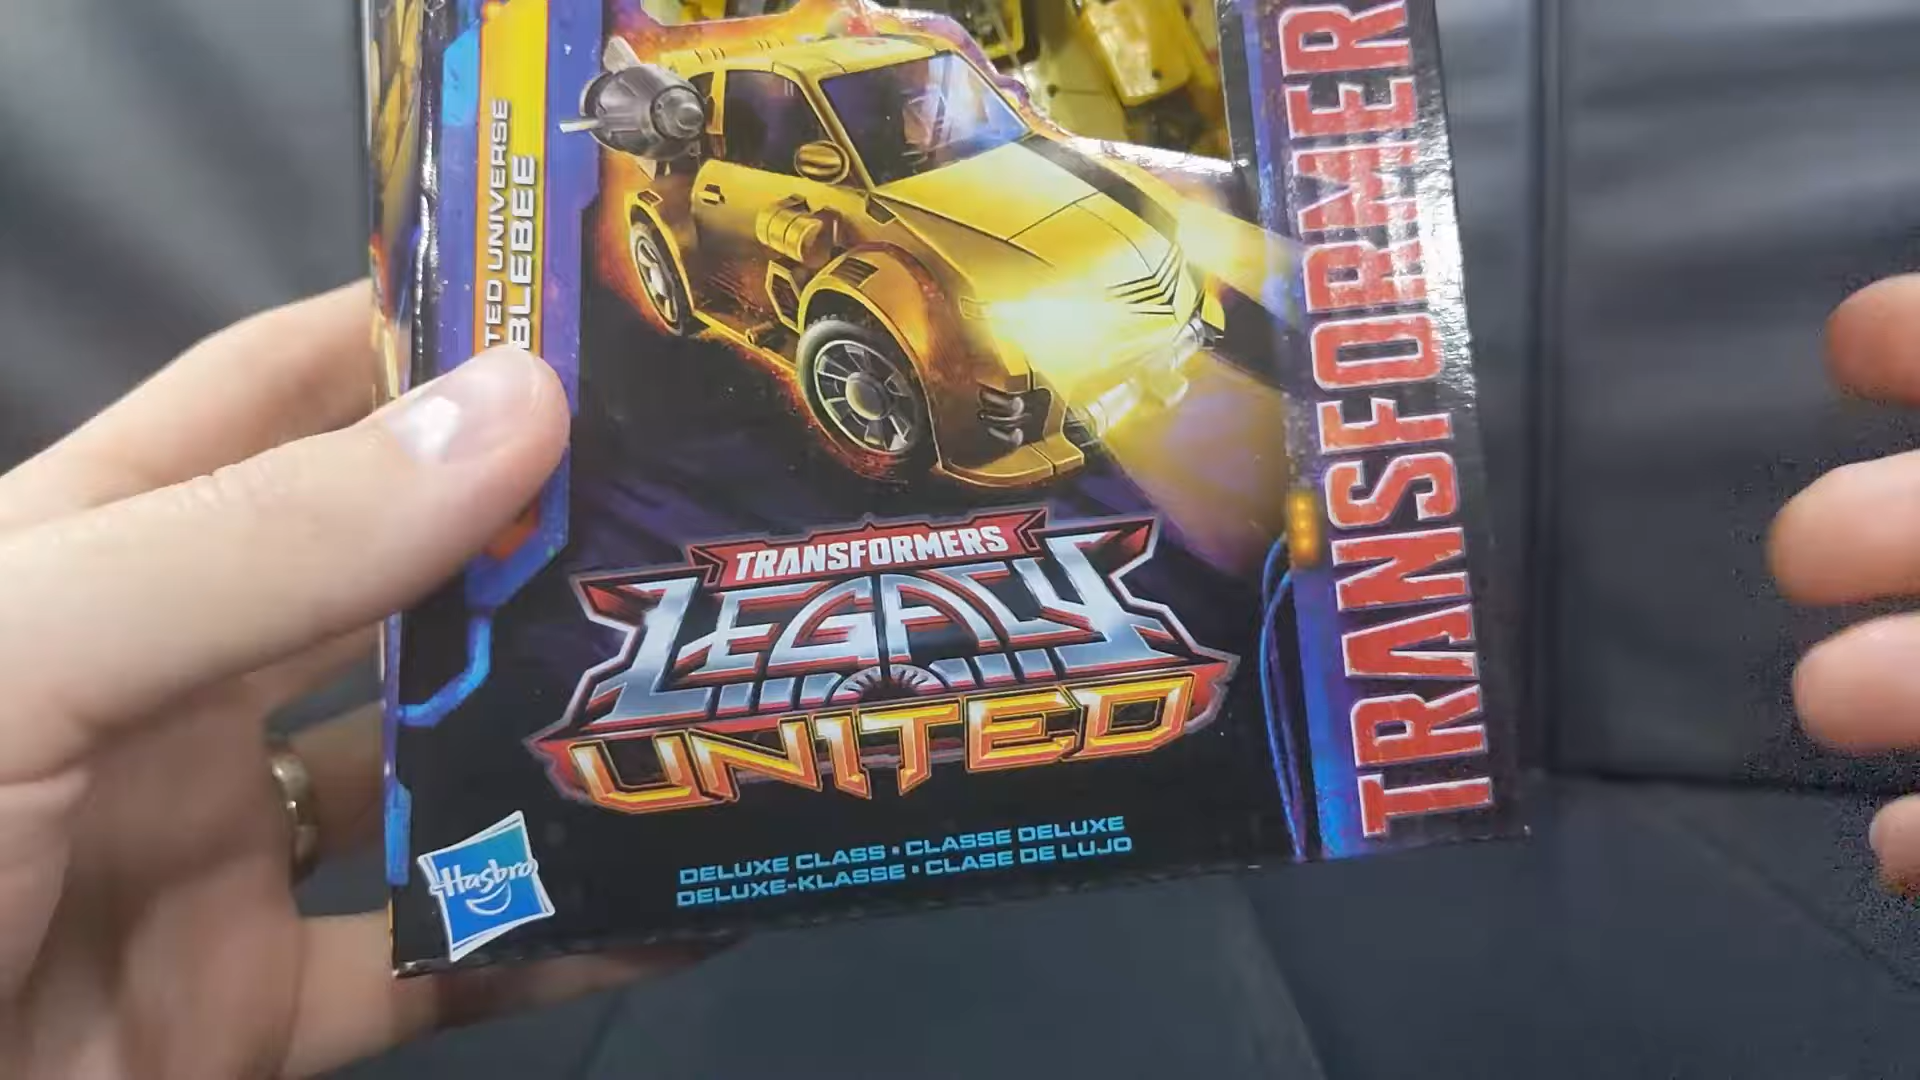 TED UNIVERSE
BLEBEE
TRANSFORMER
TRANSFORMERS
LEGACY
UNITED
Hasbro
DELUXE CLASS • CLASSE DELUXE
DELUXE-KLASSE • CLASE DE LUJO